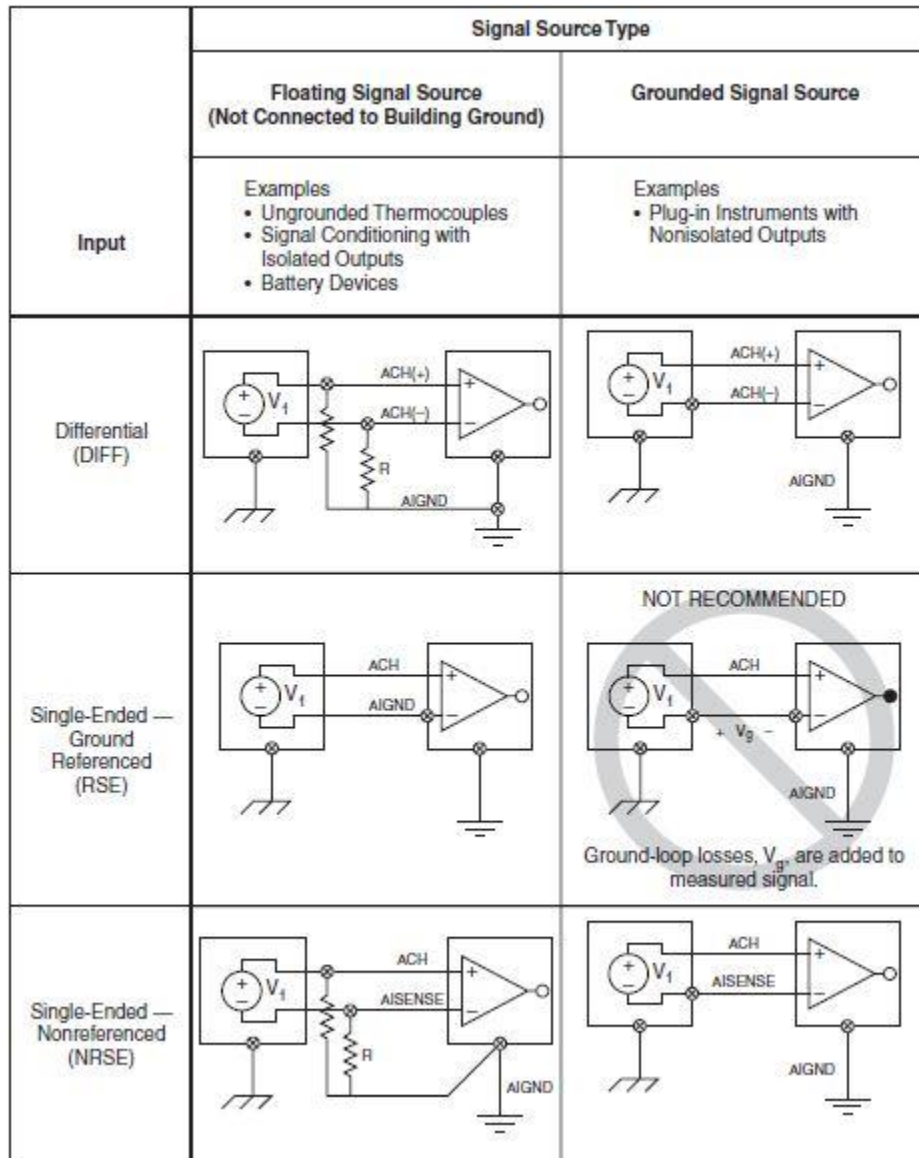 Signal Source Type
Input
Floating Signal Source
(Not Connected to Building Ground)
Grounded Signal Source
Examples
• Ungrounded Thermocouples
• Signal Conditioning with
Isolated Outputs
• Battery Devices
Examples
• Plug-in Instruments with
Nonisolated Outputs
Differential
(DIFF)
+
−
V1
ACH(+)
ACH(−)
+
−
R
AIGND
+
−
V1
ACH(+)
ACH(−)
+
−
AIGND
Single-Ended —
Ground
Referenced
(RSE)
+
−
V1
ACH
AIGND
+
−
NOT RECOMMENDED
+
−
V1
ACH
+
−
+ Vg −
AIGND
Ground-loop losses, Vg, are added to
measured signal.
Single-Ended —
Nonreferenced
(NRSE)
+
−
V1
ACH
AISENSE
+
−
R
AIGND
+
−
V1
ACH
AISENSE
+
−
AIGND